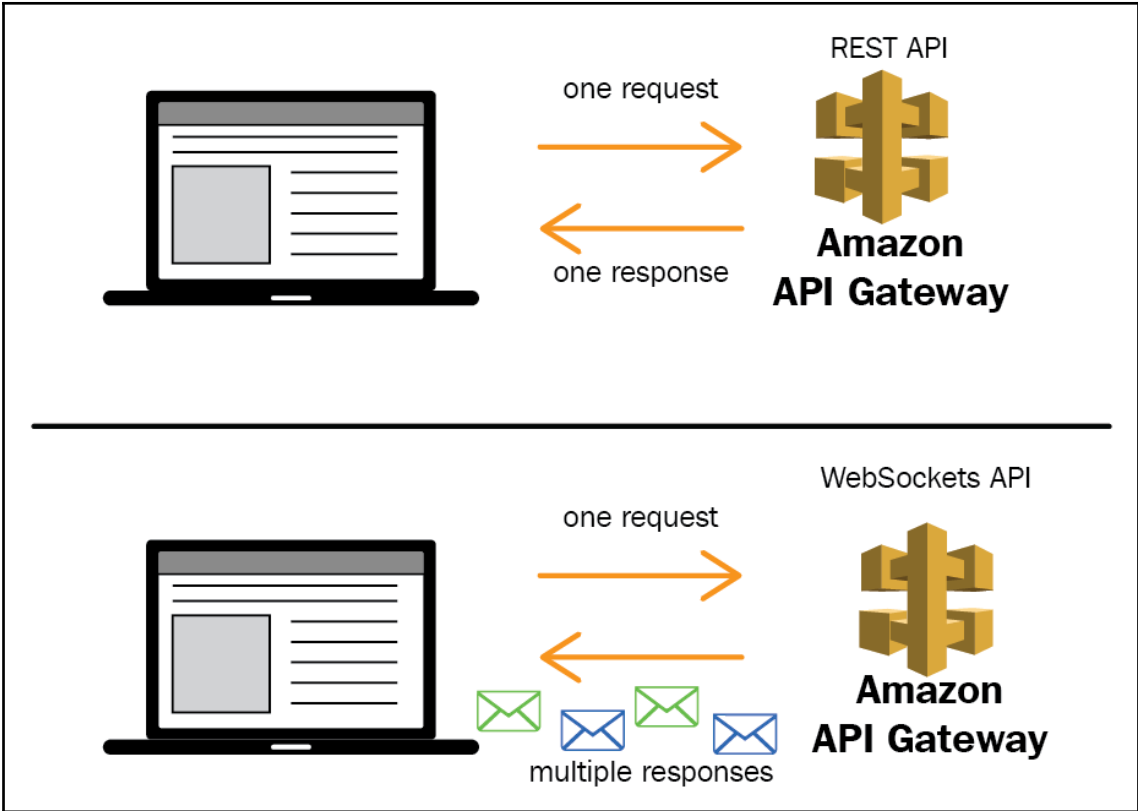 REST API
one request
one response
Amazon
API Gateway
WebSockets API
one request
Amazon
API Gateway
multiple responses